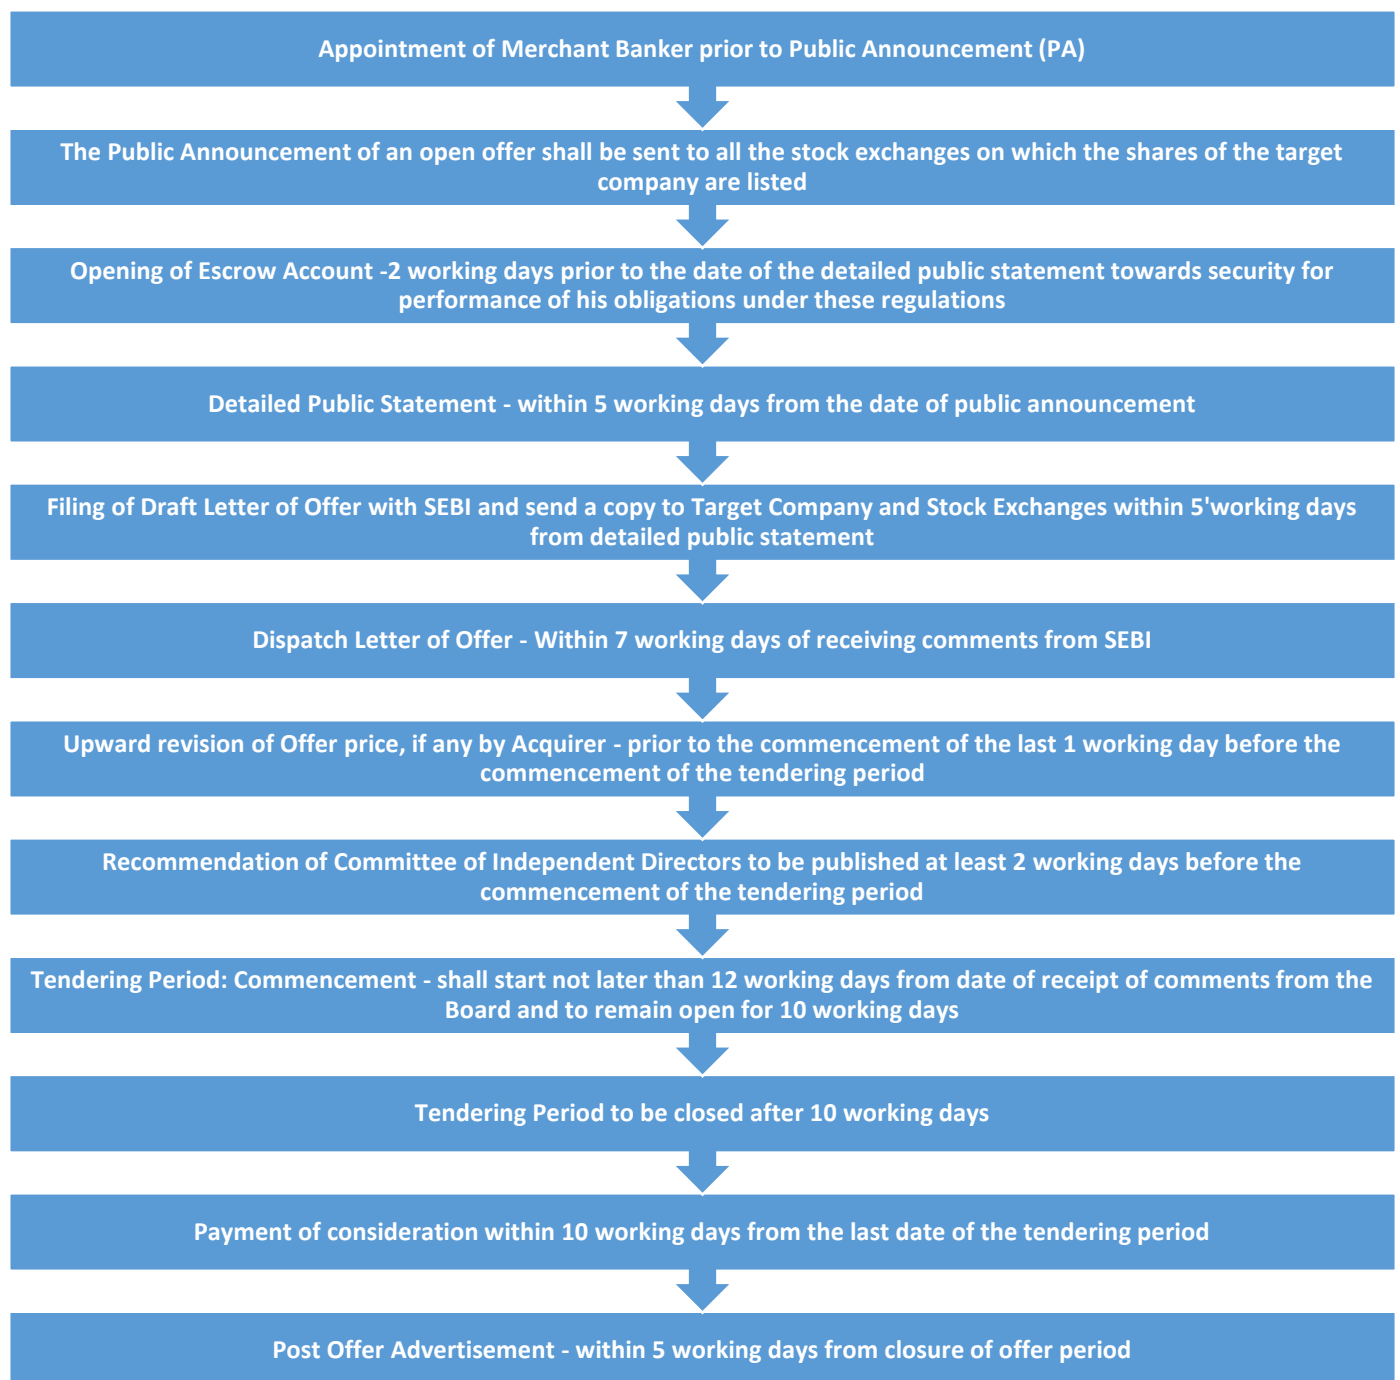 Appointment of Merchant Banker prior to Public Announcement (PA)
The Public Announcement of an open offer shall be sent to all the stock exchanges on which the shares of the target
company are listed
Opening of Escrow Account -2 working days prior to the date of the detailed public statement towards security for
performance of his obligations under these regulations
Detailed Public Statement - within 5 working days from the date of public announcement
Filing of Draft Letter of Offer with SEBI and send a copy to Target Company and Stock Exchanges within 5'working days
from detailed public statement
Dispatch Letter of Offer - Within 7 working days of receiving comments from SEBI
Upward revision of Offer price, if any by Acquirer - prior to the commencement of the last 1 working day before the
commencement of the tendering period
Recommendation of Committee of Independent Directors to be published at least 2 working days before the
commencement of the tendering period
Tendering Period: Commencement - shall start not later than 12 working days from date of receipt of comments from the
Board and to remain open for 10 working days
Tendering Period to be closed after 10 working days
Payment of consideration within 10 working days from the last date of the tendering period
Post Offer Advertisement - within 5 working days from closure of offer period